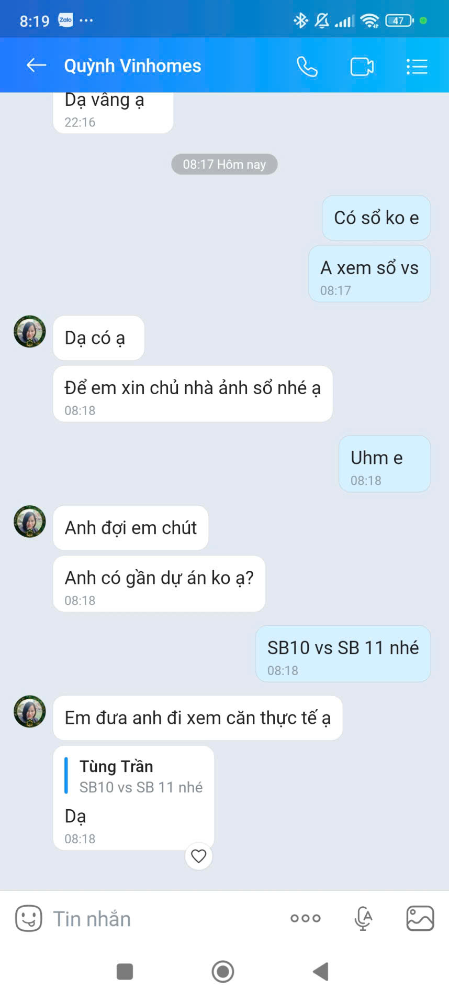 8:19 Zalo ... 47
Quỳnh Vinhomes
Dạ vâng ạ
22:16
08:17 Hôm nay
Có sổ ko e
A xem sổ vs
08:17
Dạ có ạ
Để em xin chủ nhà ảnh sổ nhé ạ
08:18
Uhm e
08:18
Anh đợi em chút
Anh có gần dự án ko ạ?
08:18
SB10 vs SB 11 nhé
08:18
Em đưa anh đi xem căn thực tế ạ
Tùng Trần
SB10 vs SB 11 nhé
Dạ
08:18
Tin nhắn